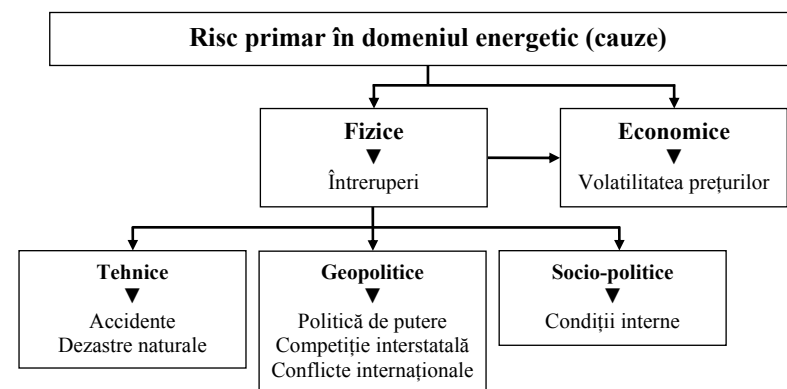 Risc primar în domeniul energetic (cauze)
Fizice
▼
Întreruperi
Economice
▼
Volatilitatea prețurilor
Tehnice
▼
Accidente
Dezastre naturale
Geopolitice
▼
Politică de putere
Competiție interstatală
Conflicte internaționale
Socio-politice
▼
Condiții interne